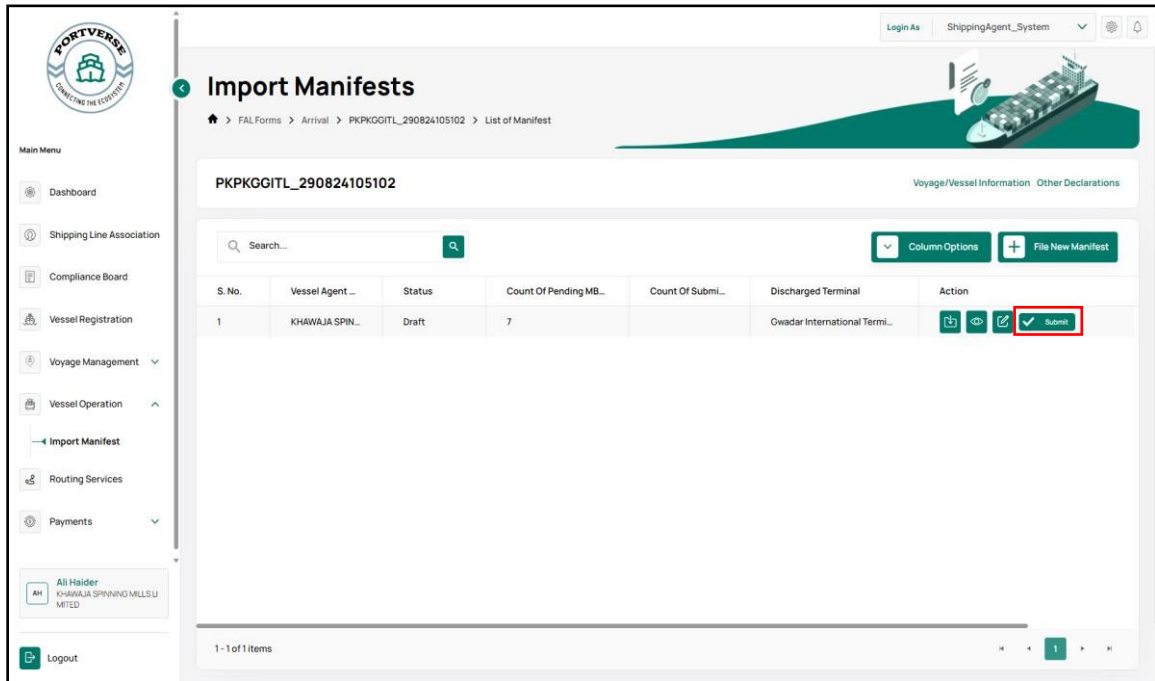 PORTVERSE
CONNECTING THE ECOSYSTEM
Login As ShippingAgent_System
Import Manifests
FAL Forms > Arrival > PKPKGGITL_290824105102 > List of Manifest
Main Menu
Dashboard
Shipping Line Association
Compliance Board
Vessel Registration
Voyage Management
Vessel Operation
Import Manifest
Routing Services
Payments
Ali Haider
AH
KHAWAJA SPINNING MILLS LI
MITED
Logout
PKPKGGITL_290824105102
Voyage/Vessel Information Other Declarations
Search...
Column Options
File New Manifest
S. No. Vessel Agent ... Status Count Of Pending MB... Count Of Submi... Discharged Terminal Action
1 KHAWAJA SPIN... Draft 7 Gwadar International Termi... Submit
1 - 1 of 1 items
1